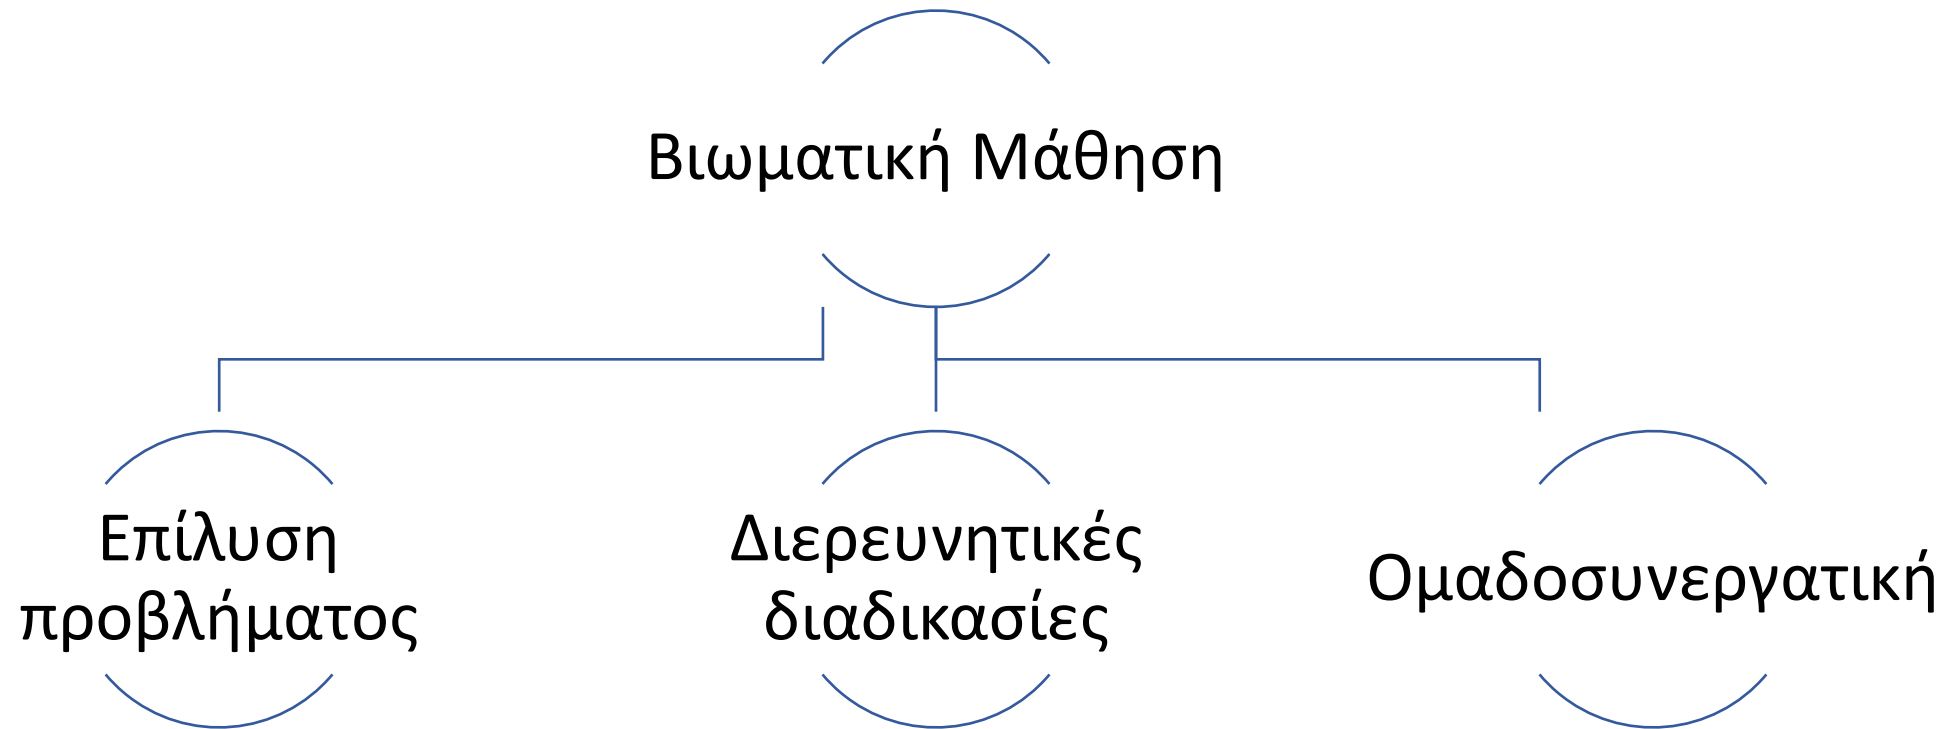 Βιωματική Μάθηση
Επίλυση
προβλήματος
Διερευνητικές
διαδικασίες
Ομαδοσυνεργατική